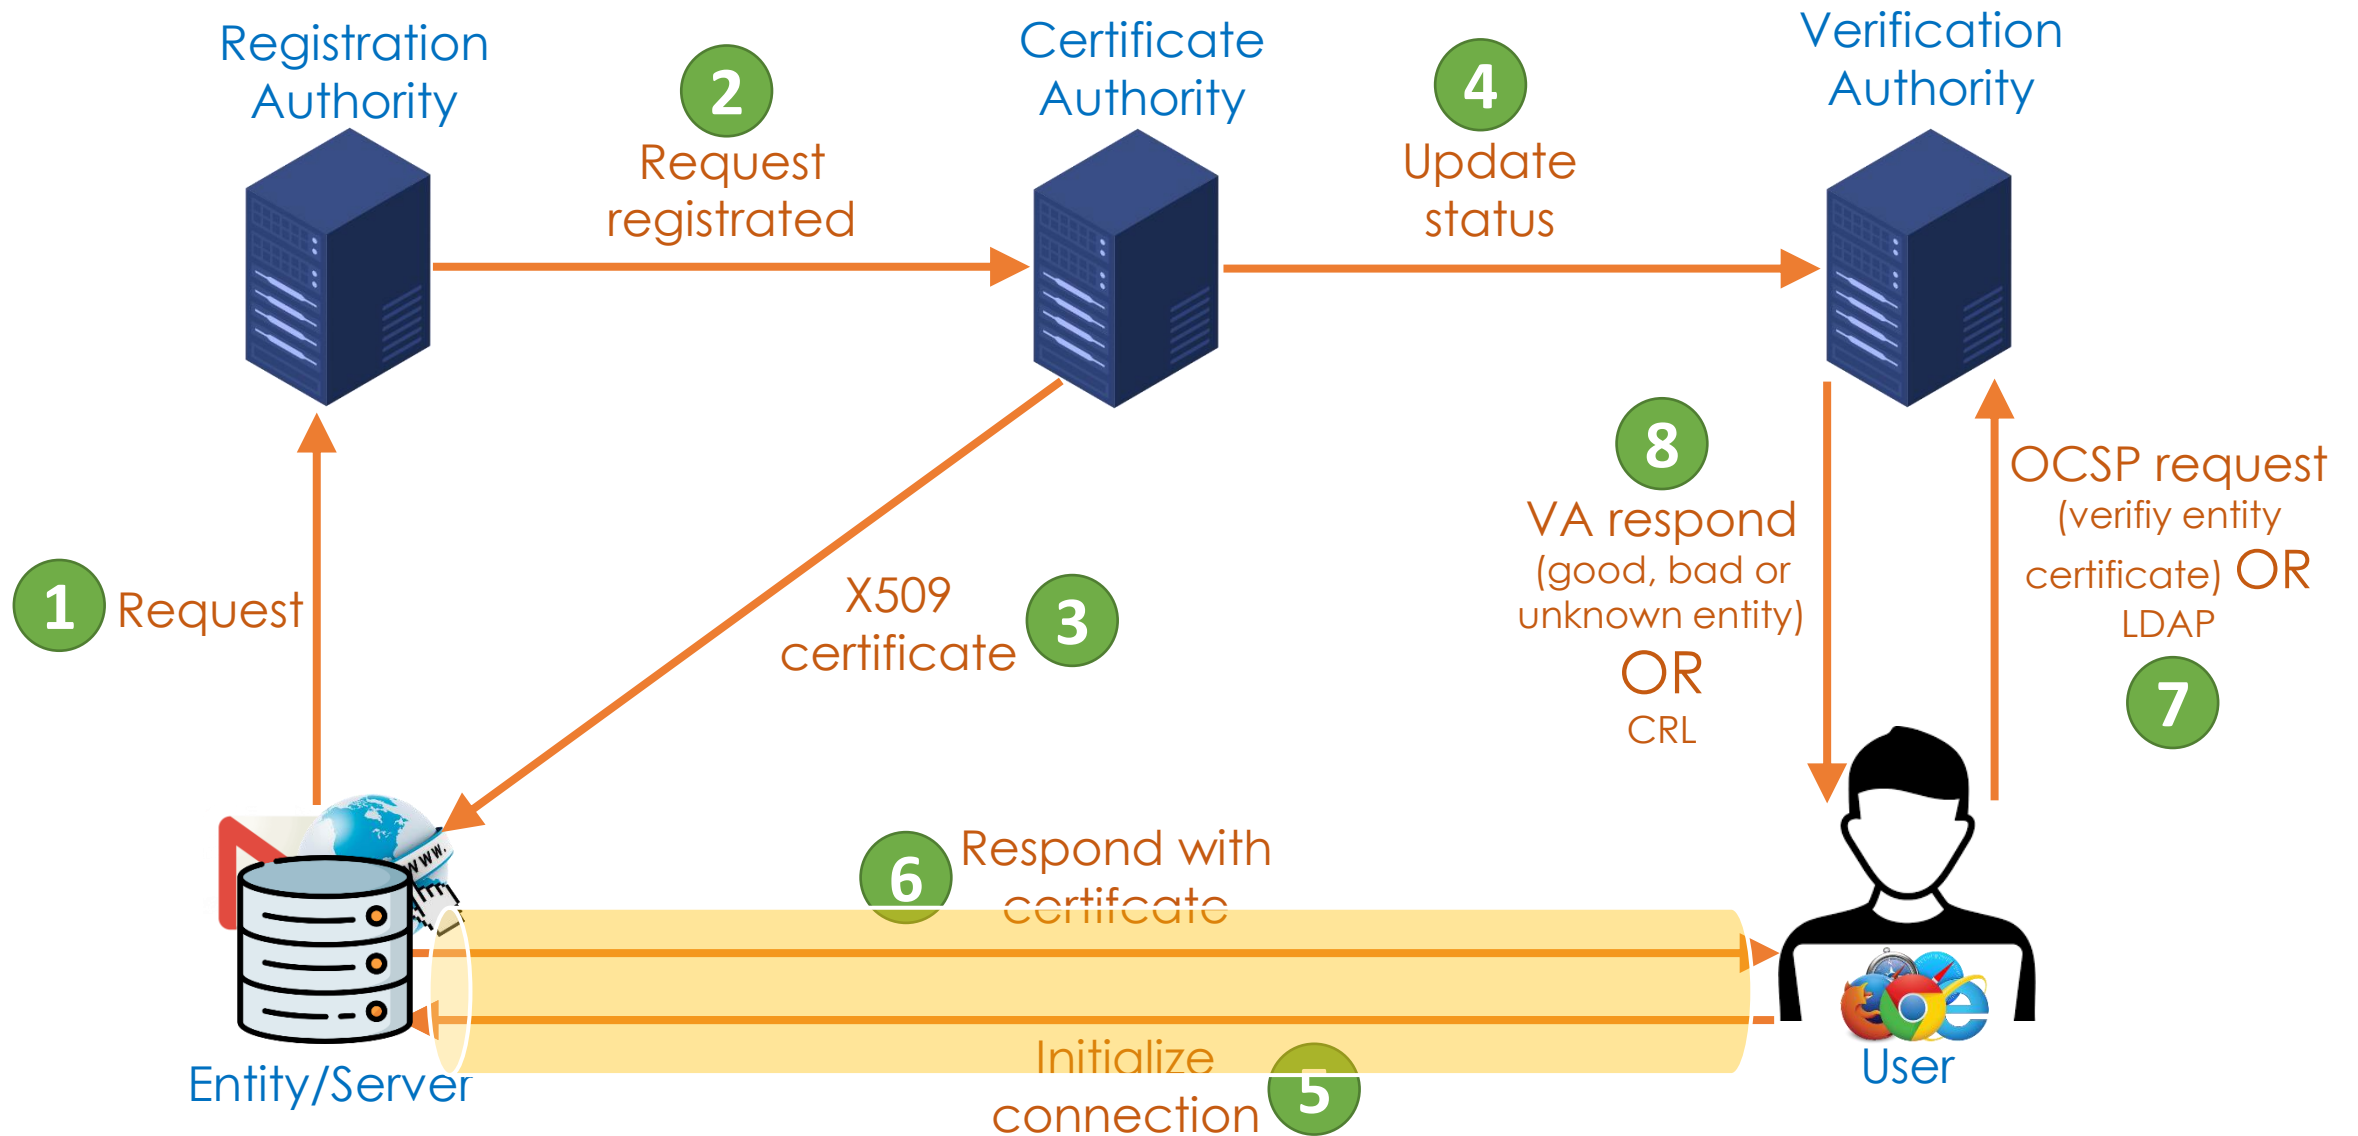 Registration
Authority
2
Request
registrated
Certificate
Authority
4
Update
status
Verification
Authority
1
Request
X509
certificate
3
8
VA respond
(good, bad or
unknown entity)
OR
CRL
OCSP request
(verifiy entity
certificate) OR
LDAP
7
6
Respond with
certifcate
www.
Initialize
connection
5
Entity/Server
User